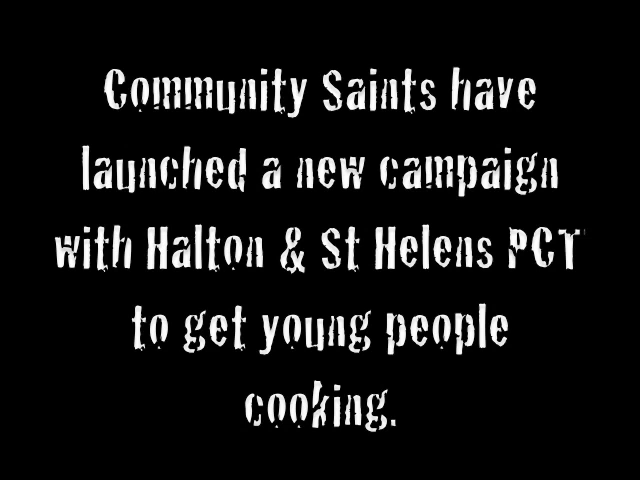 Community Saints have
launched a new campaign
with Halton & St Helens PCT
to get young people
cooking.